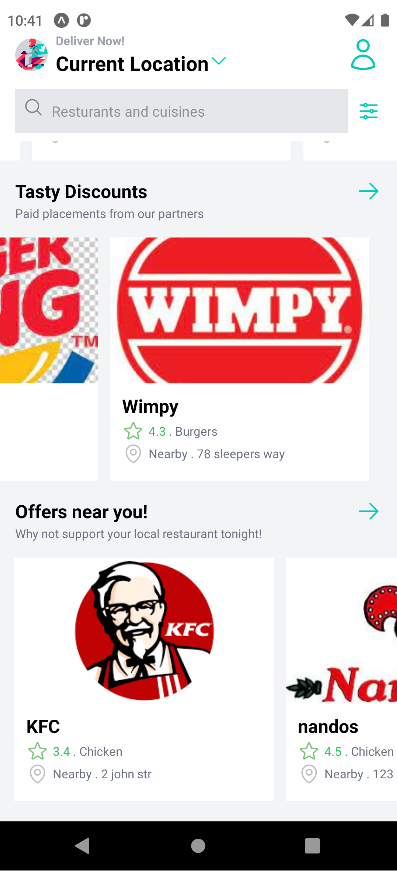 10:41
Deliver Now!
Current Location
Resturants and cuisines
Tasty Discounts
Paid placements from our partners
GER
NG
TM
WIMPY
®
Wimpy
4.3 . Burgers
Nearby . 78 sleepers way
Offers near you!
Why not support your local restaurant tonight!
KFC
Nan
KFC
3.4 . Chicken
Nearby . 2 john str
nandos
4.5 . Chicken
Nearby . 123